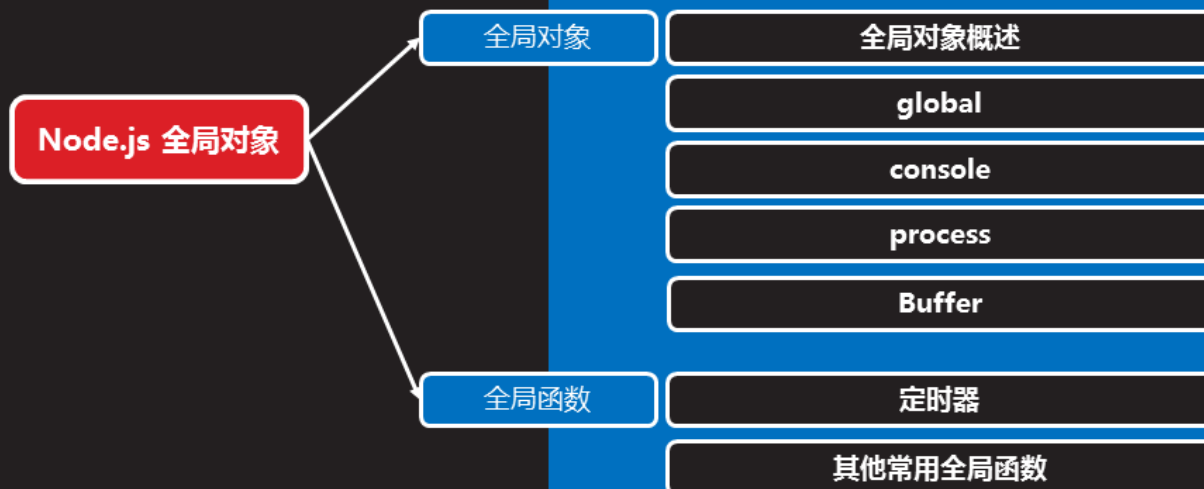 Node.js 全局对象
全局对象
全局对象概述
global
console
process
Buffer
全局函数
定时器
其他常用全局函数